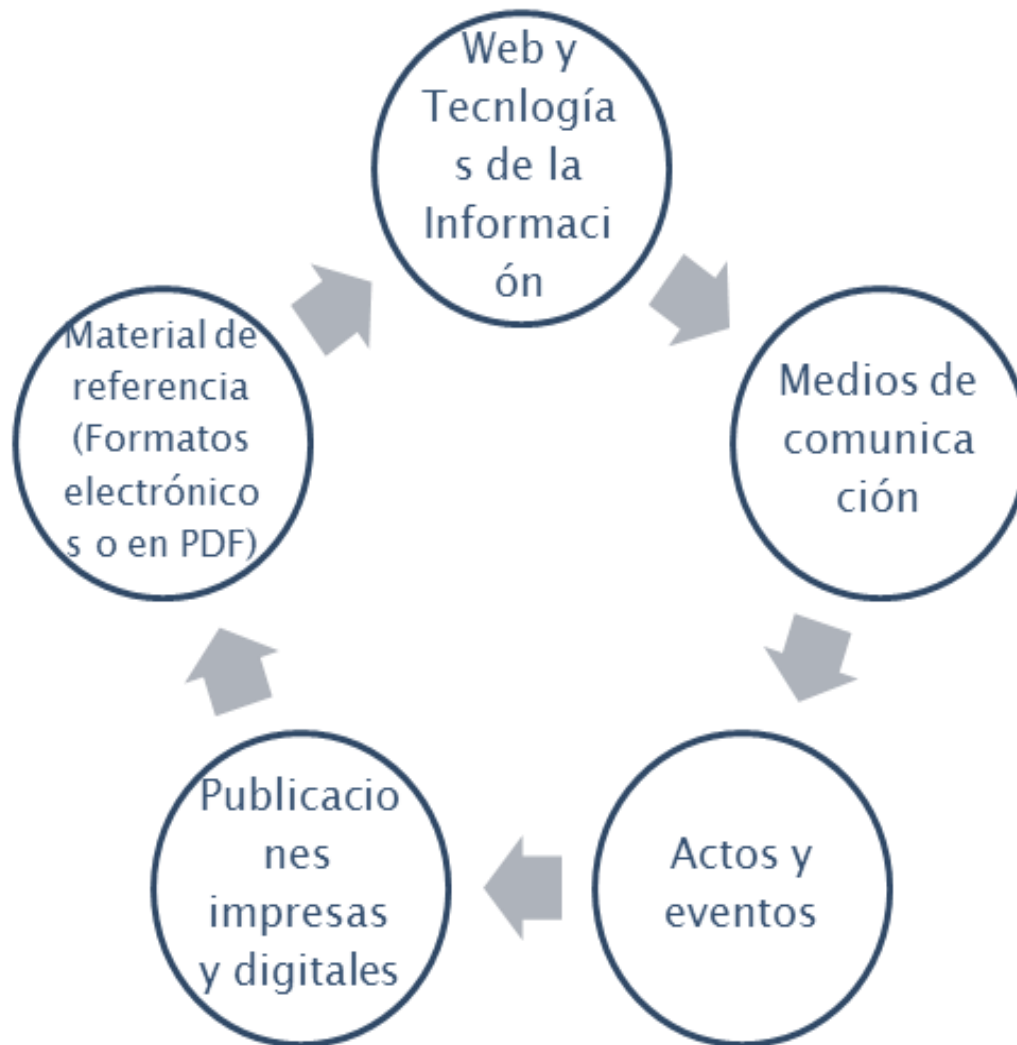 Web y
Tecnlogía
s de la
Informaci
ón
Medios de
comunica
ción
Actos y
eventos
Publicacio
nes
impresas
y digitales
Material de
referencia
(Formatos
electrónico
s o en PDF)